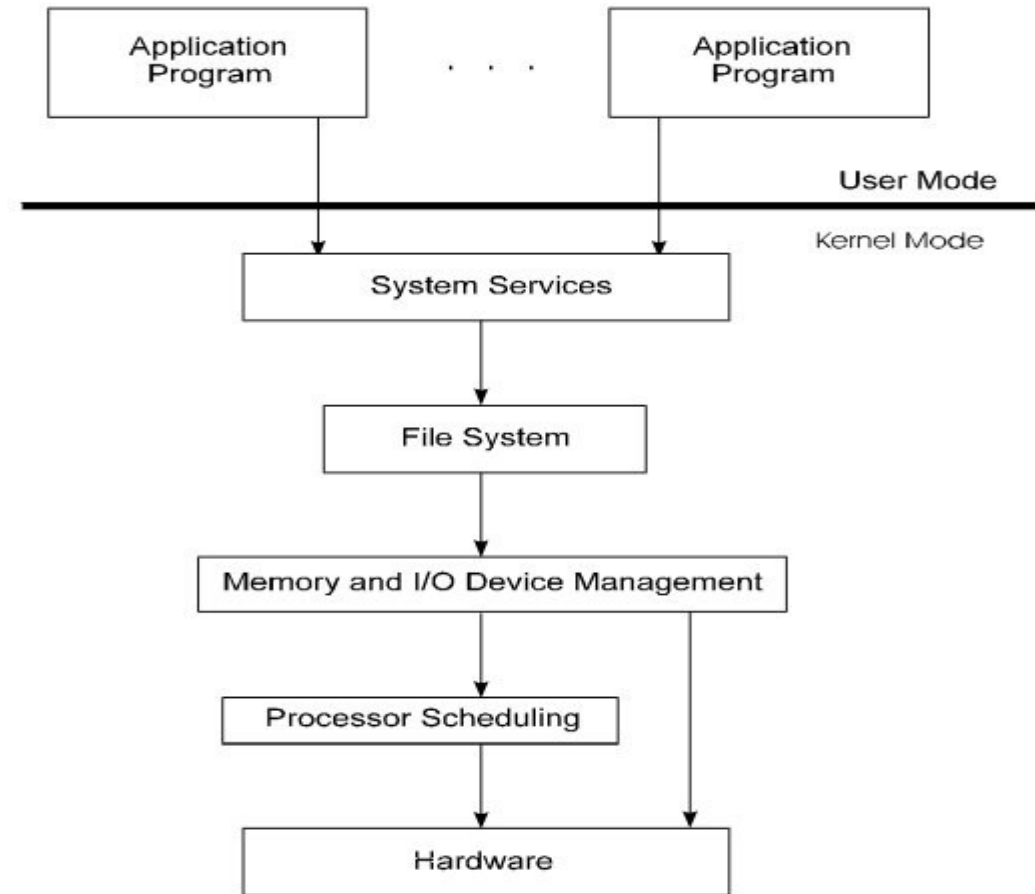 Application
Program
. . .
Application
Program
User Mode
Kernel Mode
System Services
File System
Memory and I/O Device Management
Processor Scheduling
Hardware